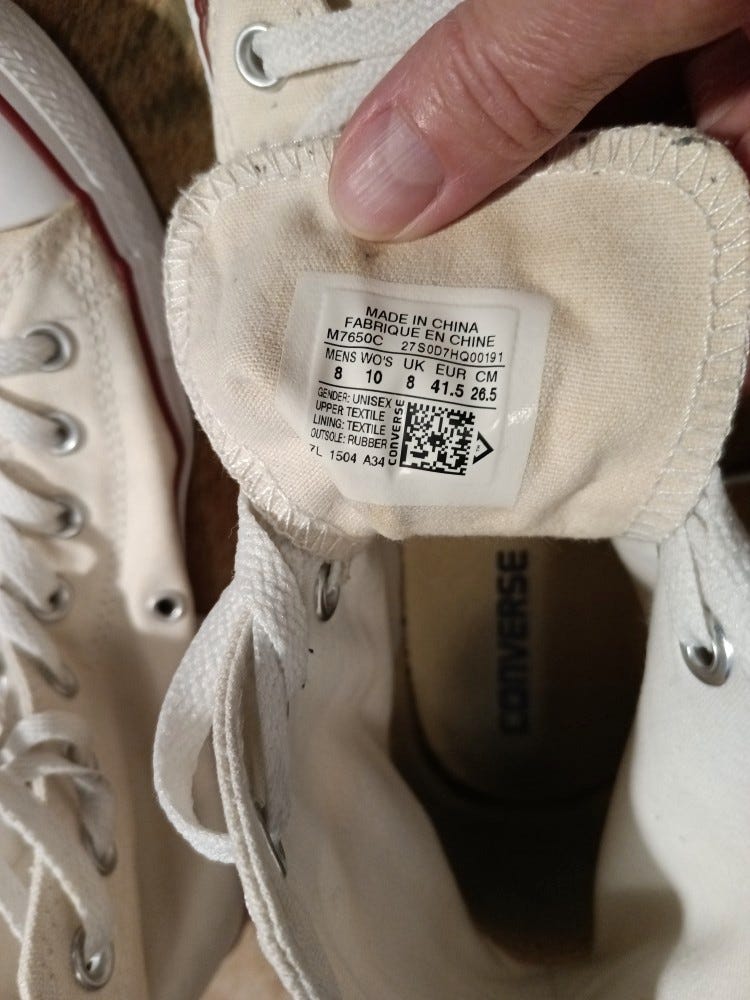 MADE IN CHINA
FABRIQUE EN CHINE
M7650C 27S0D7HQ00191
MENS WO'S UK EUR CM
8 10 8 41.5 26.5
GENDER: UNISEX
UPPER: TEXTILE
LINING: TEXTILE
OUTSOLE: RUBBER
7L 1504 A34
CONVERSE
CONVERSE